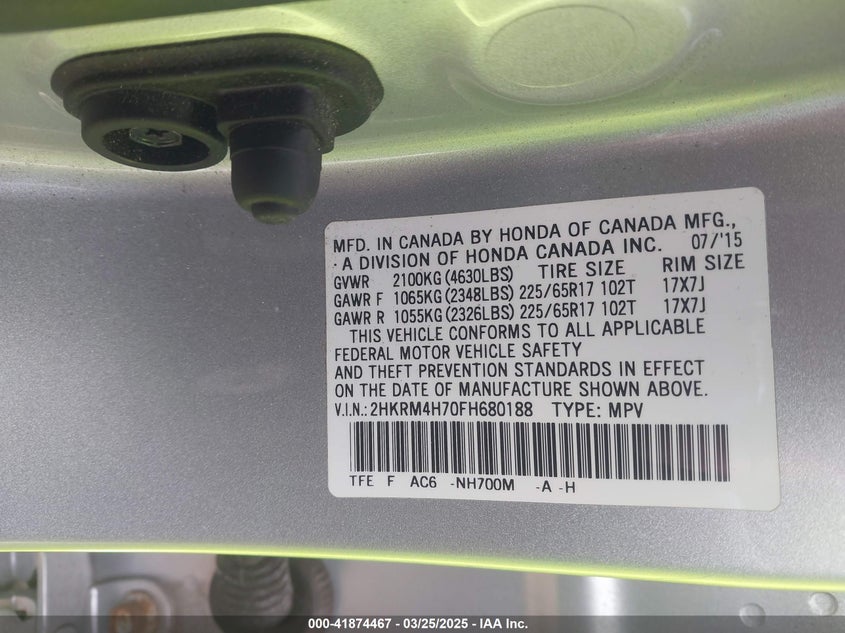 MFD. IN CANADA BY HONDA OF CANADA MFG.,
· A DIVISION OF HONDA CANADA INC. 07/'15
GVWR 2100KG (4630LBS) TIRE SIZE RIM SIZE
GAWR F 1065KG (2348LBS) 225/65R17 102T 17X7J
GAWR R 1055KG (2326LBS) 225/65R17 102T 17X7J
THIS VEHICLE CONFORMS TO ALL APPLICABLE
FEDERAL MOTOR VEHICLE SAFETY
AND THEFT PREVENTION STANDARDS IN EFFECT
ON THE DATE OF MANUFACTURE SHOWN ABOVE.
V.I.N.: 2HKRM4H70FH680188 TYPE: MPV
TFE F AC6 -NH700M -A -H
000-41874467 - 03/25/2025 - IAA Inc.